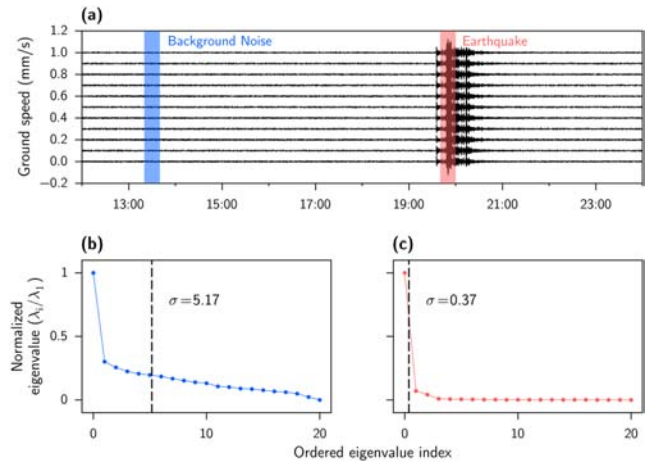 (a)
Background Noise
Earthquake
Ground speed (mm/s)
1.2
1.0
0.8
0.6
0.4
0.2
0.0
−0.2
13:00 15:00 17:00 19:00 21:00 23:00
(b)
(c)
Normalized
eigenvalue (λi/λ1)
1
0.5
0
σ=5.17
σ=0.37
0 10 20
0 10 20
Ordered eigenvalue index